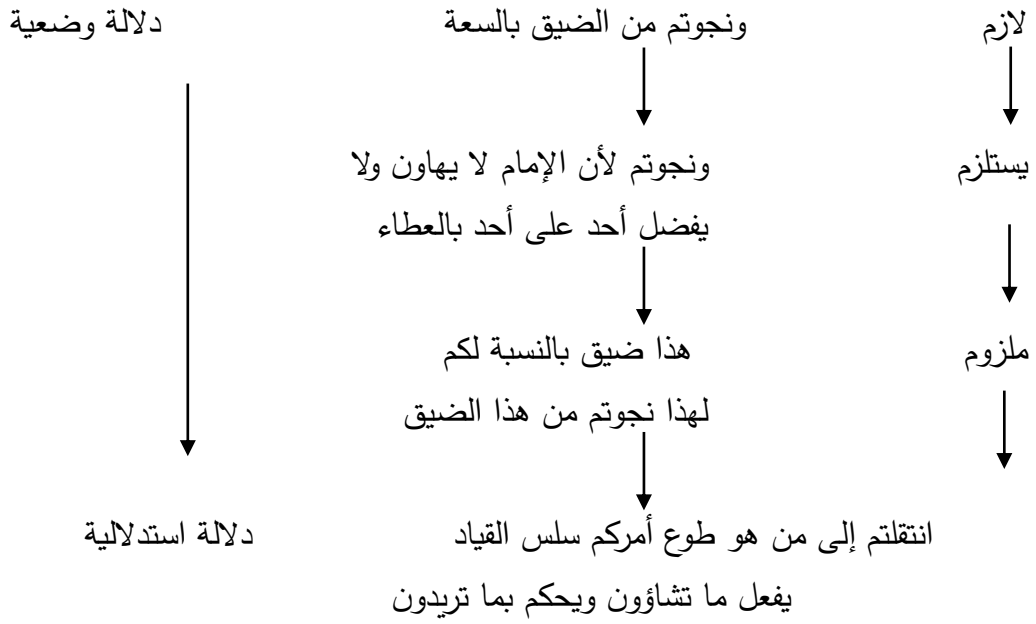 لازم ونجوتم من الضيق بالسعة دلالة وضعية
يستلزم ونجوتم لأن الإمام لا يهاون ولا
يفضل أحد على أحد بالعطاء
ملزوم هذا ضيق بالنسبة لكم
لهذا نجوتم من هذا الضيق
انتقلتم إلى من هو طوع أمركم سلس القياد دلالة استدلالية
يفعل ما تشاؤون ويحكم بما تريدون